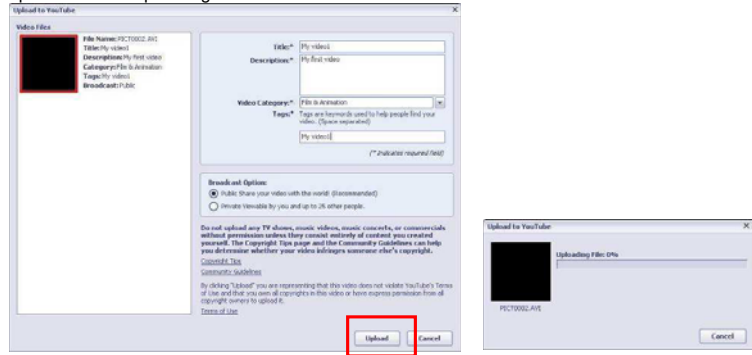 Upload to YouTube
Video Files
File Name: PICT0002.AVI
Title: My video1
Description: My first video
Category: Film & Animation
Tags: My video1
Broadcast: Public
Title:* My video1
Description:* My first video
Video Category:* Film & Animation
Tags:* Tags are keywords used to help people find your
video. (Space separated)
My video1
(* Indicates required field)
Broadcast Option:
Public Share your video with the world! (Recommended)
Private Viewable by you and up to 25 other people.
Do not upload any TV shows, music videos, music concerts, or commercials
without permission unless they consist entirely of content you created
yourself. The Copyright Tips page and the Community Guidelines can help
you determine whether your video infringes someone else's copyright.
Copyright Tips
Community Guidelines
By clicking "Upload" you are representing that this video does not violate YouTube's Terms
of Use and that you own all copyrights in this video or have express permission from all
copyright owners to upload it.
Terms of Use
Upload Cancel
Upload to YouTube
Uploading File: 0%
PICT0002.AVI
Cancel